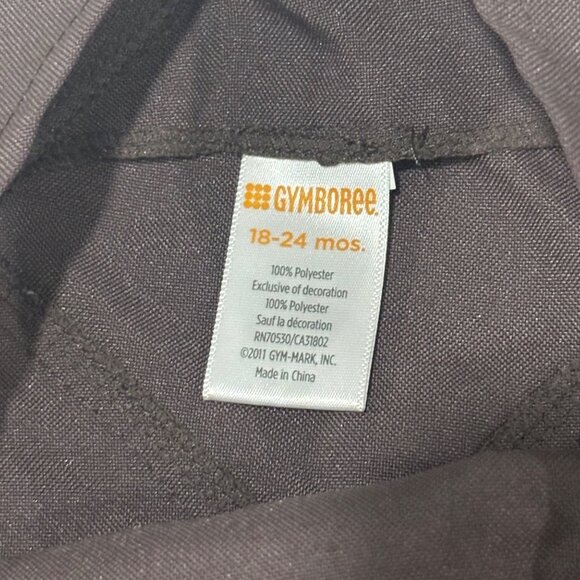 GYMBOREE
18-24 mos.
100% Polyester
Exclusive of decoration
100% Polyester
Sauf la décoration
RN70530/CA31802
©2011 GYM-MARK, INC.
Made in China